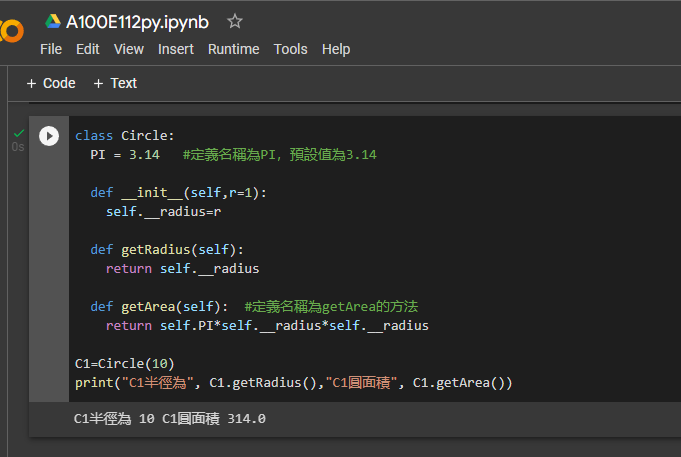 A100E112py.ipynb
File Edit View Insert Runtime Tools Help
+ Code + Text
0s
class Circle:
  PI = 3.14   #定義名稱為PI, 預設值為3.14
  def __init__(self,r=1):
    self.__radius=r
  def getRadius(self):
    return self.__radius
  def getArea(self):  #定義名稱為getArea的方法
    return self.PI*self.__radius*self.__radius
C1=Circle(10)
print("C1半徑為", C1.getRadius(),"C1圓面積", C1.getArea())
C1半徑為 10 C1圓面積 314.0